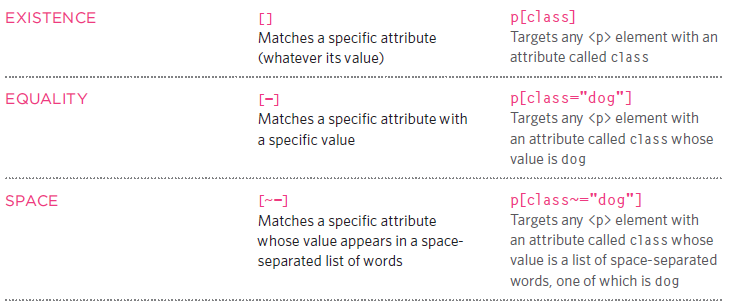 EXISTENCE
[]
Matches a specific attribute
(whatever its value)
p[class]
Targets any <p> element with an
attribute called class
EQUALITY
[=]
Matches a specific attribute with
a specific value
p[class="dog"]
Targets any <p> element with
an attribute called class whose
value is dog
SPACE
[~=]
Matches a specific attribute
whose value appears in a space-
separated list of words
p[class~="dog"]
Targets any <p> element with
an attribute called class whose
value is a list of space-separated
words, one of which is dog